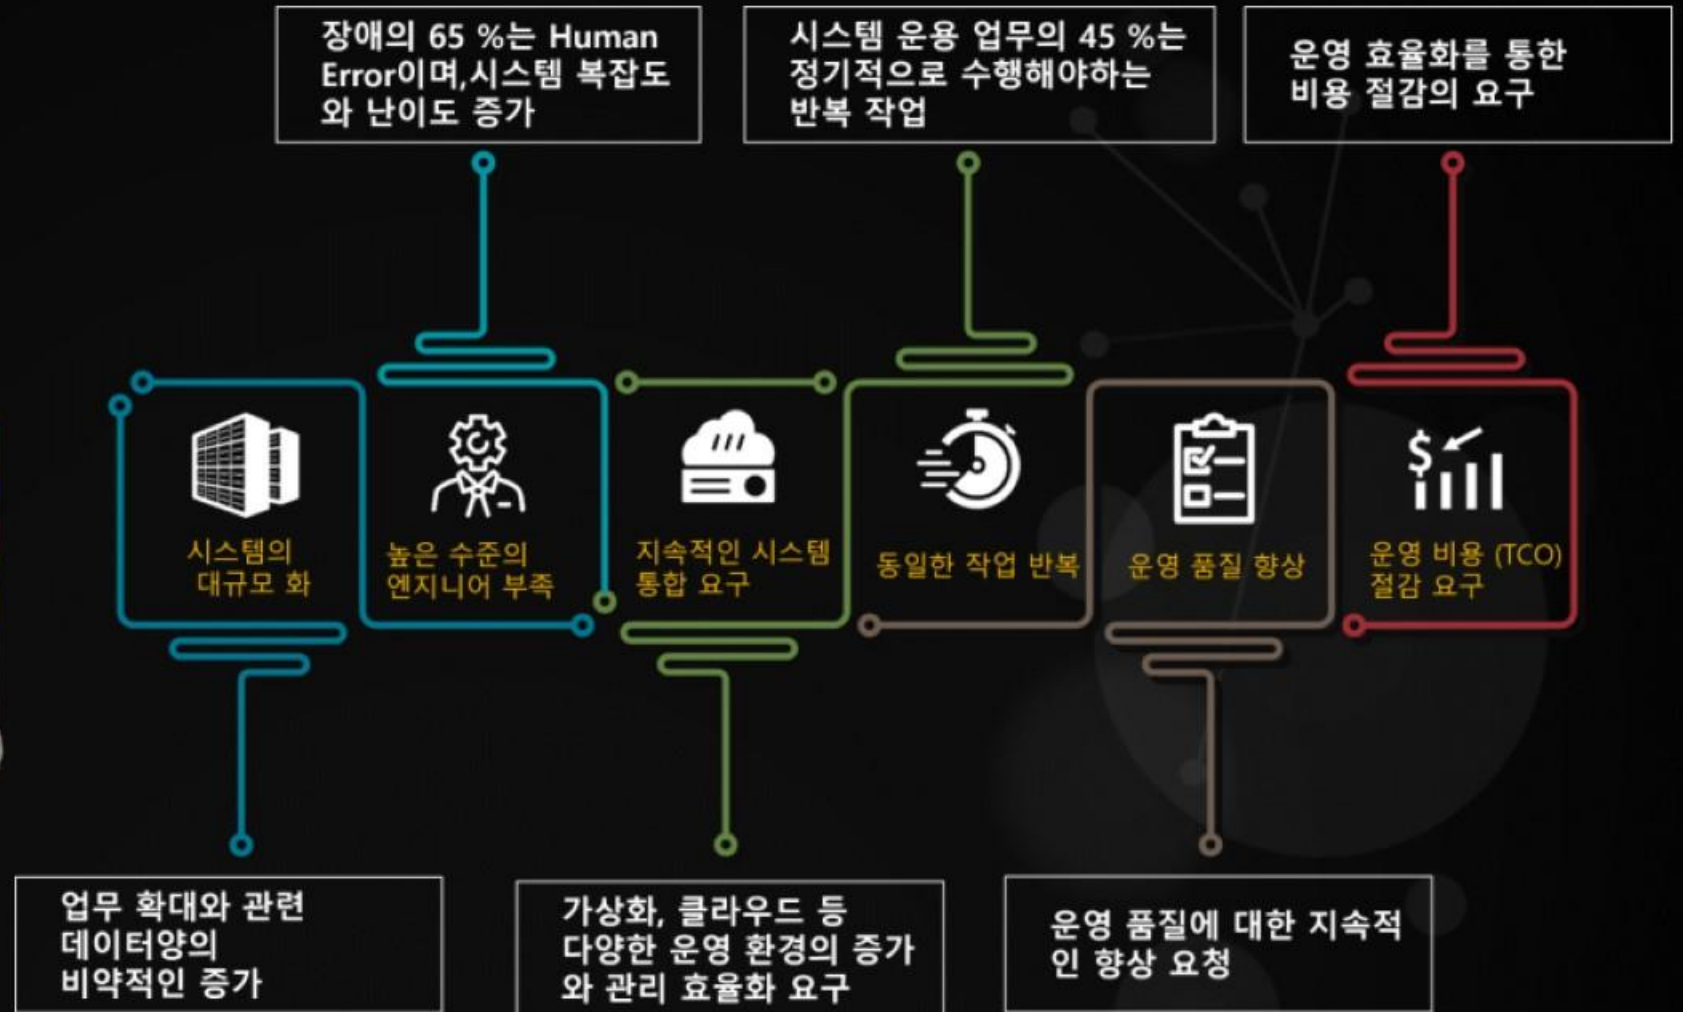 장애의 65 %는 Human
Error이며,시스템 복잡도
와 난이도 증가
시스템 운용 업무의 45 %는
정기적으로 수행해야하는
반복 작업
운영 효율화를 통한
비용 절감의 요구
시스템의
대규모 화
높은 수준의
엔지니어 부족
지속적인 시스템
통합 요구
동일한 작업 반복
운영 품질 향상
운영 비용 (TCO)
절감 요구
업무 확대와 관련
데이터양의
비약적인 증가
가상화, 클라우드 등
다양한 운영 환경의 증가
와 관리 효율화 요구
운영 품질에 대한 지속적
인 향상 요청